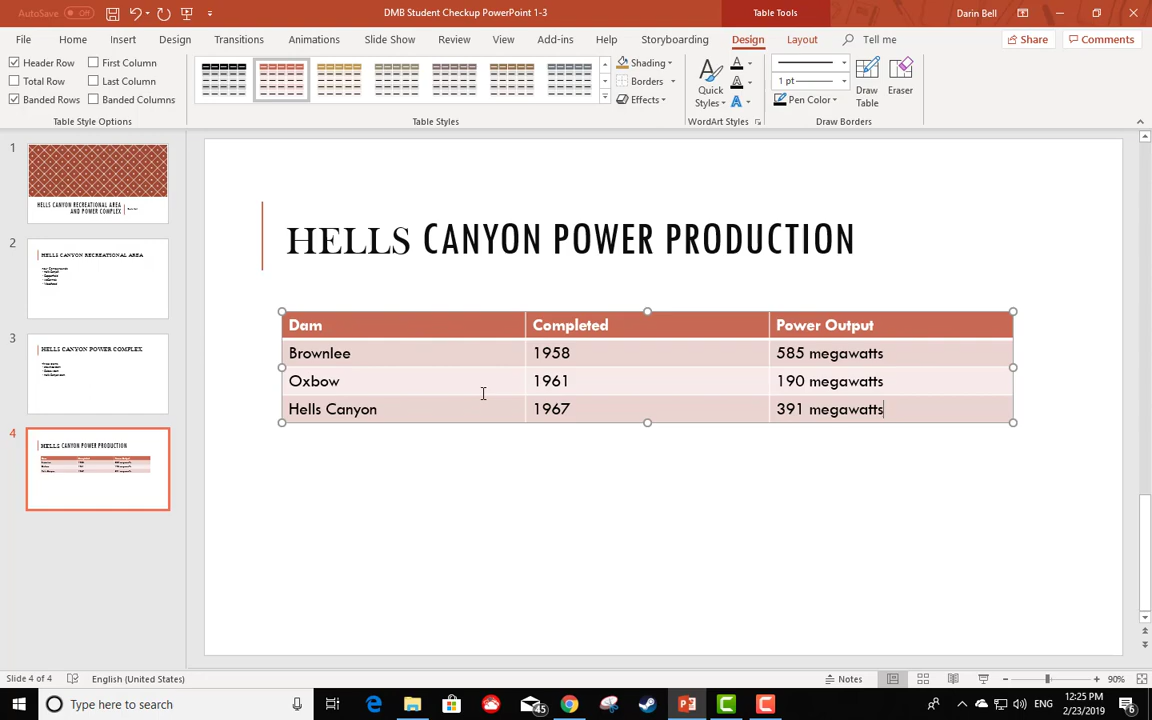 AutoSave Off DMB Student Checkup PowerPoint 1-3 Table Tools Darin Bell
File Home Insert Design Transitions Animations Slide Show Review View Add-ins Help Storyboarding Design Layout Tell me Share Comments
Header Row First Column Shading Borders Effects
Total Row Last Column
Banded Rows Banded Columns
Quick Styles A A A
1 pt
Pen Color
Draw Table Eraser
Table Style Options Table Styles WordArt Styles Draw Borders
1
HELLS CANYON RECREATIONAL AREA
AND POWER COMPLEX
2
HELLS CANYON RECREATIONAL AREA
3
HELLS CANYON POWER COMPLEX
4
HELLS CANYON POWER PRODUCTION
HELLS CANYON POWER PRODUCTION
Dam Completed Power Output
Brownlee 1958 585 megawatts
Oxbow 1961 190 megawatts
Hells Canyon 1967 391 megawatts
Slide 4 of 4 English (United States) Notes 90%
Type here to search 45 ENG 12:25 PM
2/23/2019 6